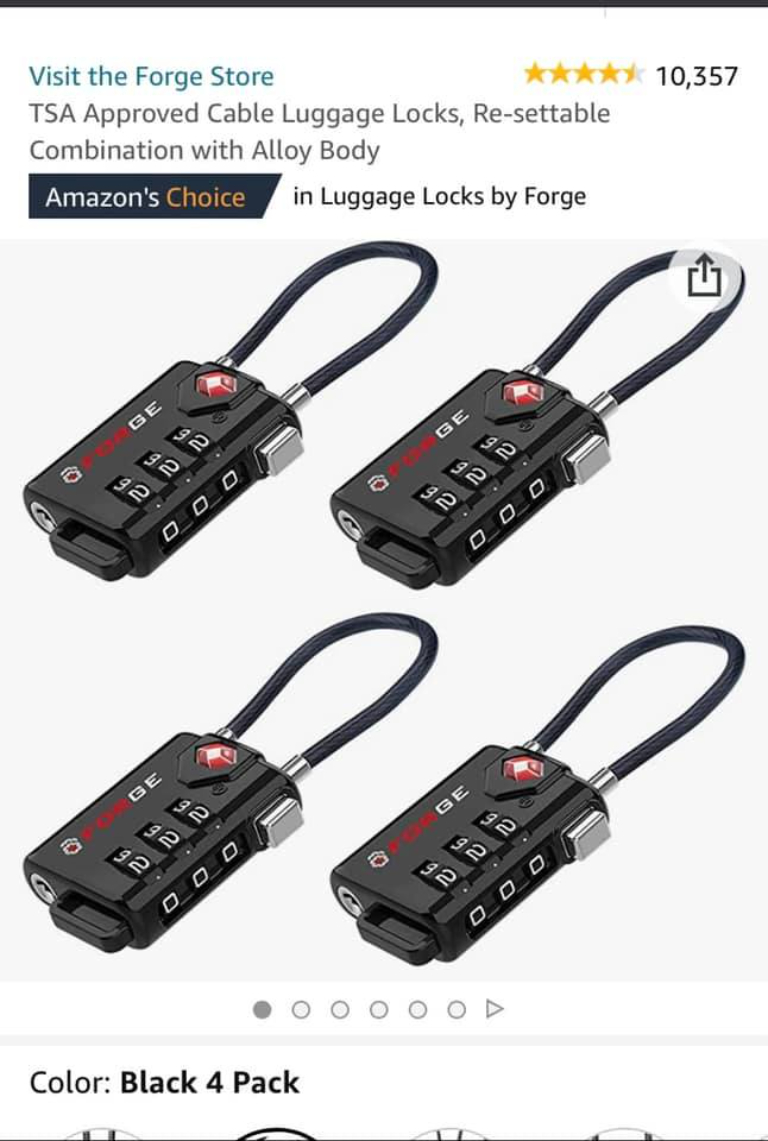 Visit the Forge Store
10,357
TSA Approved Cable Luggage Locks, Re-settable
Combination with Alloy Body
Amazon's Choice in Luggage Locks by Forge
FORGE
FORGE
FORGE
FORGE
Color: Black 4 Pack